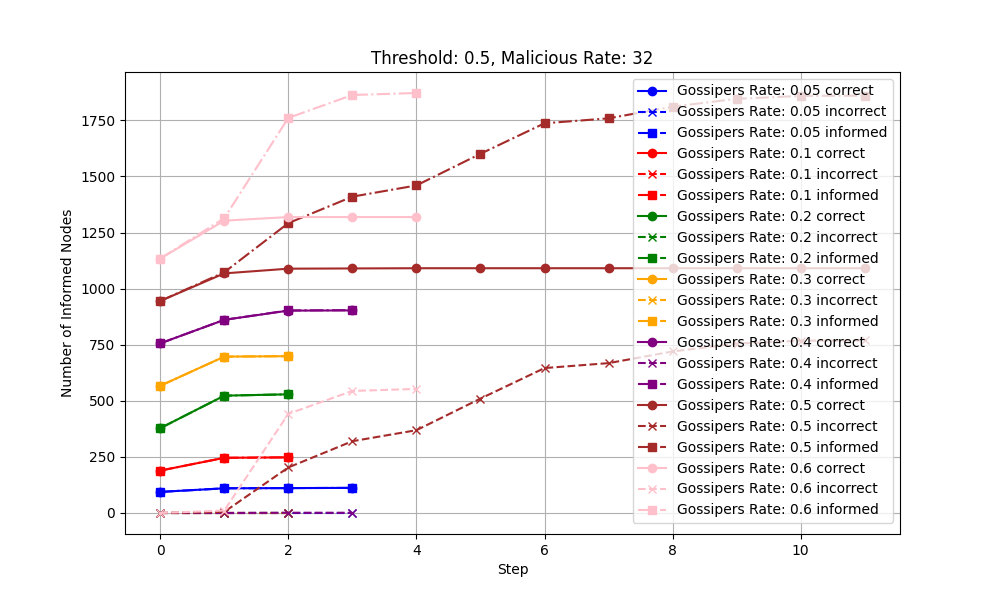 Threshold: 0.5, Malicious Rate: 32
Number of Informed Nodes
1750
1500
1250
1000
750
500
250
0
Gossipers Rate: 0.05 correct
Gossipers Rate: 0.05 incorrect
Gossipers Rate: 0.05 informed
Gossipers Rate: 0.1 correct
Gossipers Rate: 0.1 incorrect
Gossipers Rate: 0.1 informed
Gossipers Rate: 0.2 correct
Gossipers Rate: 0.2 incorrect
Gossipers Rate: 0.2 informed
Gossipers Rate: 0.3 correct
Gossipers Rate: 0.3 incorrect
Gossipers Rate: 0.3 informed
Gossipers Rate: 0.4 correct
Gossipers Rate: 0.4 incorrect
Gossipers Rate: 0.4 informed
Gossipers Rate: 0.5 correct
Gossipers Rate: 0.5 incorrect
Gossipers Rate: 0.5 informed
Gossipers Rate: 0.6 correct
Gossipers Rate: 0.6 incorrect
Gossipers Rate: 0.6 informed
0 2 4 6 8 10
Step